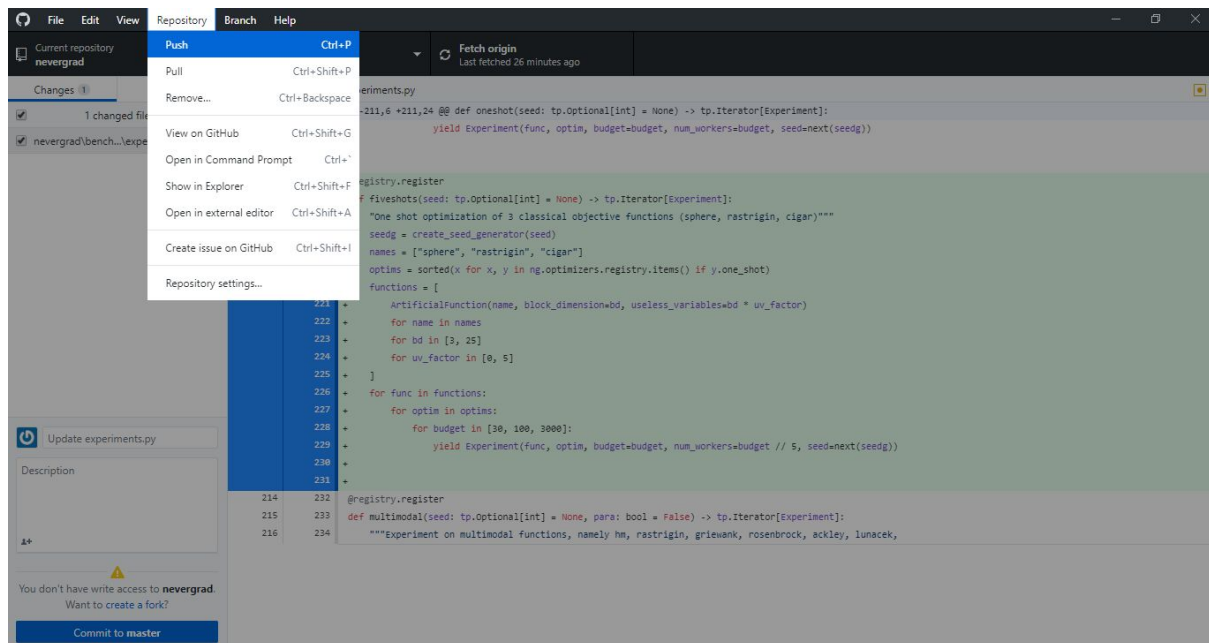 File Edit View Repository Branch Help
Current repository
nevergrad
Fetch origin
Last fetched 26 minutes ago
Push Ctrl+P
Pull Ctrl+Shift+P
Remove... Ctrl+Backspace
View on GitHub Ctrl+Shift+G
Open in Command Prompt Ctrl+`
Show in Explorer Ctrl+Shift+F
Open in external editor Ctrl+Shift+A
Create issue on GitHub Ctrl+Shift+I
Repository settings...
Changes 1
1 changed file
nevergrad\bench...\expe
eriments.py
-211,6 +211,24 @@ def oneshot(seed: tp.Optional[int] = None) -> tp.Iterator[Experiment]:
yield Experiment(func, optim, budget=budget, num_workers=budget, seed=next(seedg))
egistry.register
f fiveshots(seed: tp.Optional[int] = None) -> tp.Iterator[Experiment]:
"One shot optimization of 3 classical objective functions (sphere, rastrigin, cigar)"""
seedg = create_seed_generator(seed)
names = ["sphere", "rastrigin", "cigar"]
optims = sorted(x for x, y in ng.optimizers.registry.items() if y.one_shot)
functions = [
221 + ArtificialFunction(name, block_dimension=bd, useless_variables=bd * uv_factor)
222 + for name in names
223 + for bd in [3, 25]
224 + for uv_factor in [0, 5]
225 + ]
226 + for func in functions:
227 + for optim in optims:
228 + for budget in [30, 100, 3000]:
229 + yield Experiment(func, optim, budget=budget, num_workers=budget // 5, seed=next(seedg))
230 +
231 +
214 232 @registry.register
215 233 def multimodal(seed: tp.Optional[int] = None, para: bool = False) -> tp.Iterator[Experiment]:
216 234 """Experiment on multimodal functions, namely hm, rastrigin, griewank, rosenbrock, ackley, lunacek,
Update experiments.py
Description
You don't have write access to nevergrad.
Want to create a fork?
Commit to master